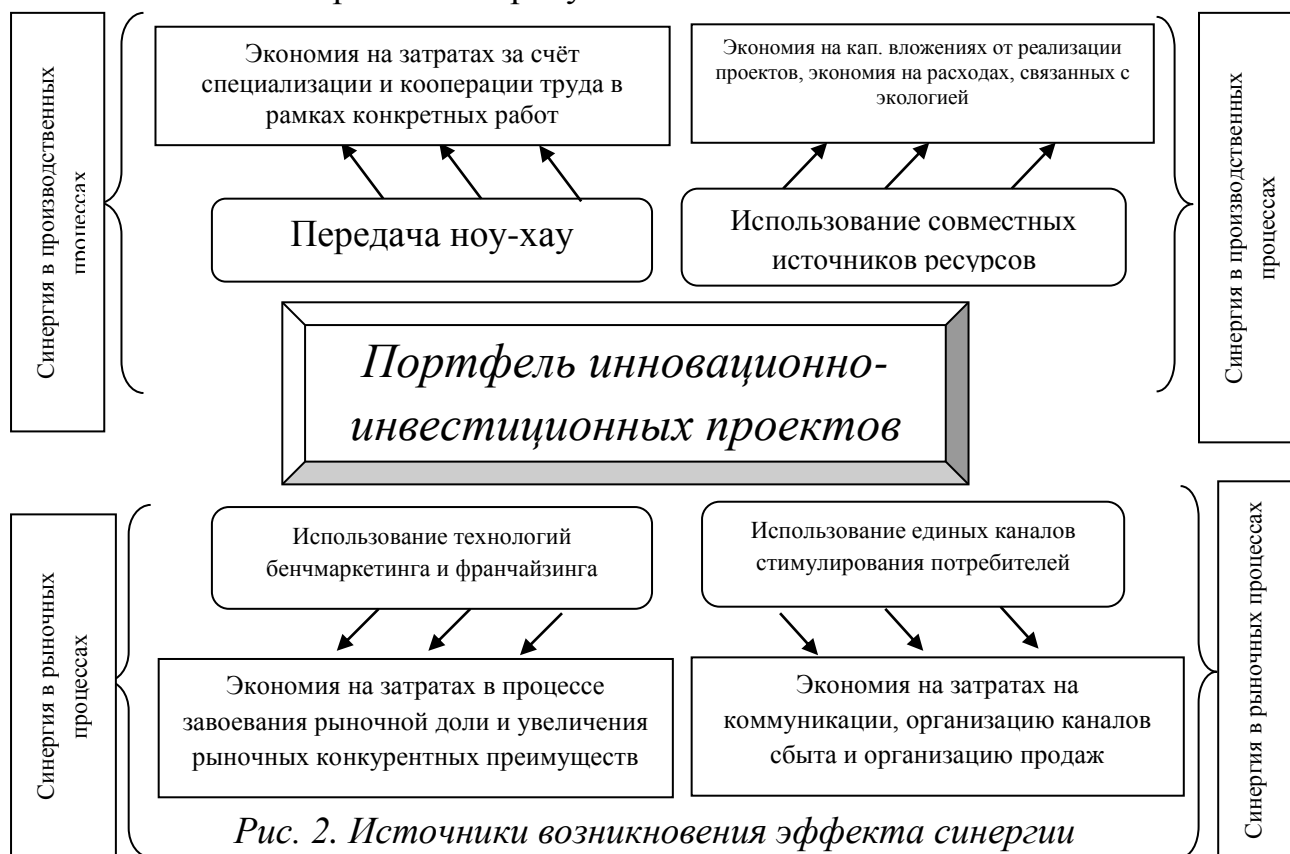 Экономия на затратах за счёт
специализации и кооперации труда в
рамках конкретных работ
Экономия на кап. вложениях от реализации
проектов, экономия на расходах, связанных с
экологией
Синергия в производственных
процессах
Передача ноу-хау
Использование совместных
источников ресурсов
Синергия в производственных
процессах
Портфель инновационно-
инвестиционных проектов
Синергия в рыночных
процессах
Использование технологий
бенчмаркетинга и франчайзинга
Использование единых каналов
стимулирования потребителей
Синергия в рыночных процессах
Экономия на затратах в процессе
завоевания рыночной доли и увеличения
рыночных конкурентных преимуществ
Экономия на затратах на
коммуникации, организацию каналов
сбыта и организацию продаж
Рис. 2. Источники возникновения эффекта синергии